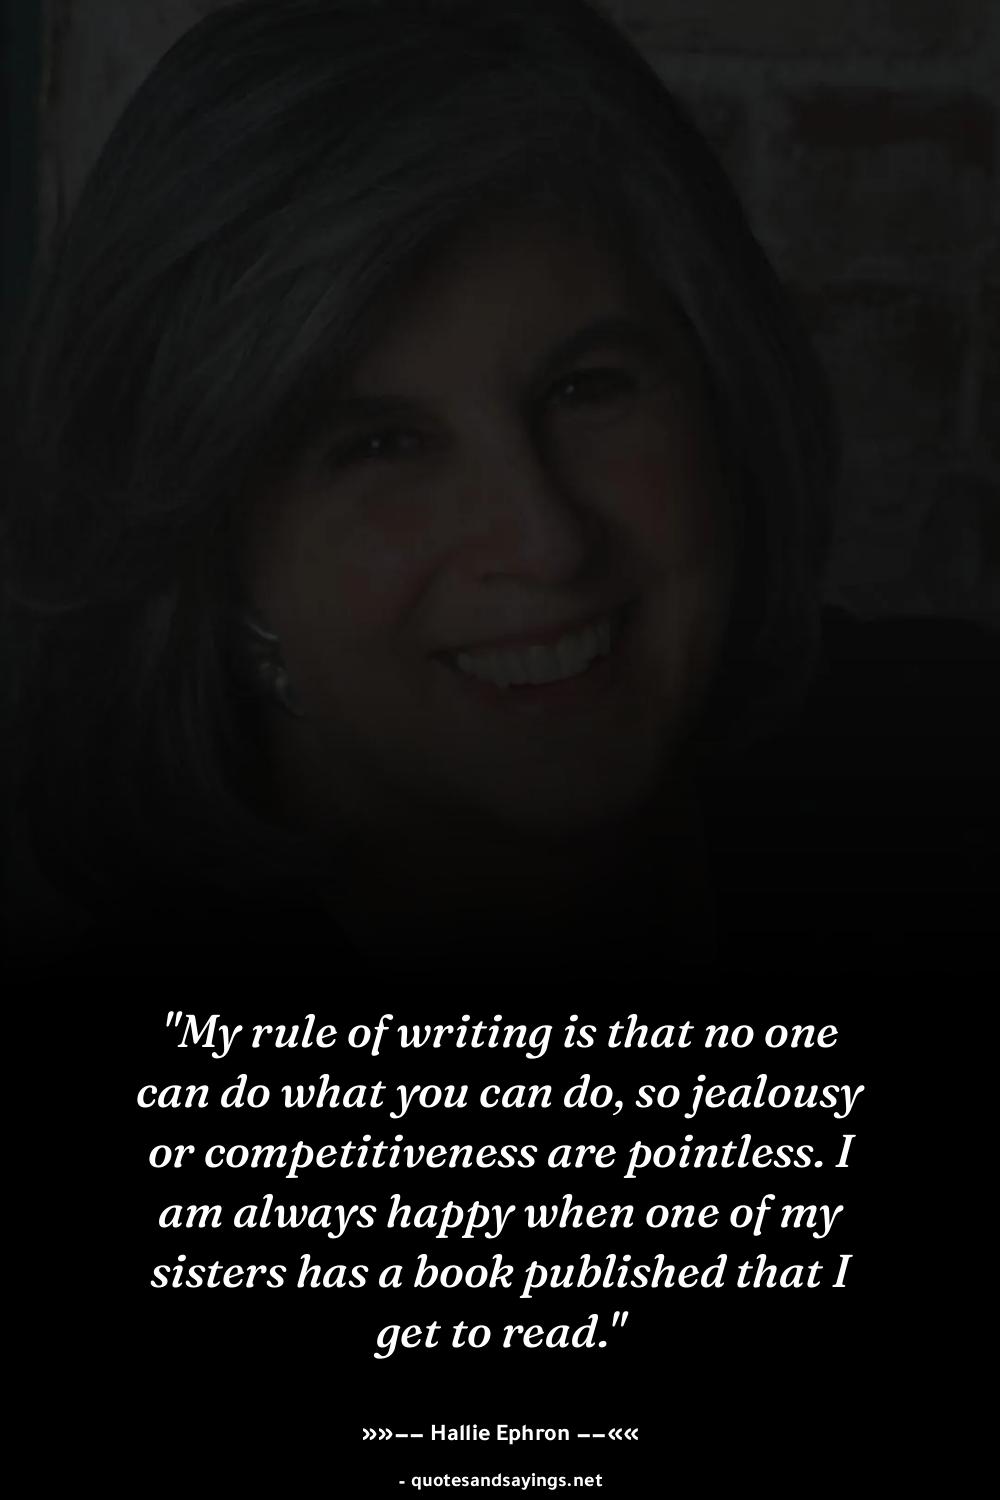 "My rule of writing is that no one
can do what you can do, so jealousy
or competitiveness are pointless. I
am always happy when one of my
sisters has a book published that I
get to read."
»»–– Hallie Ephron ––««
- quotesandsayings.net